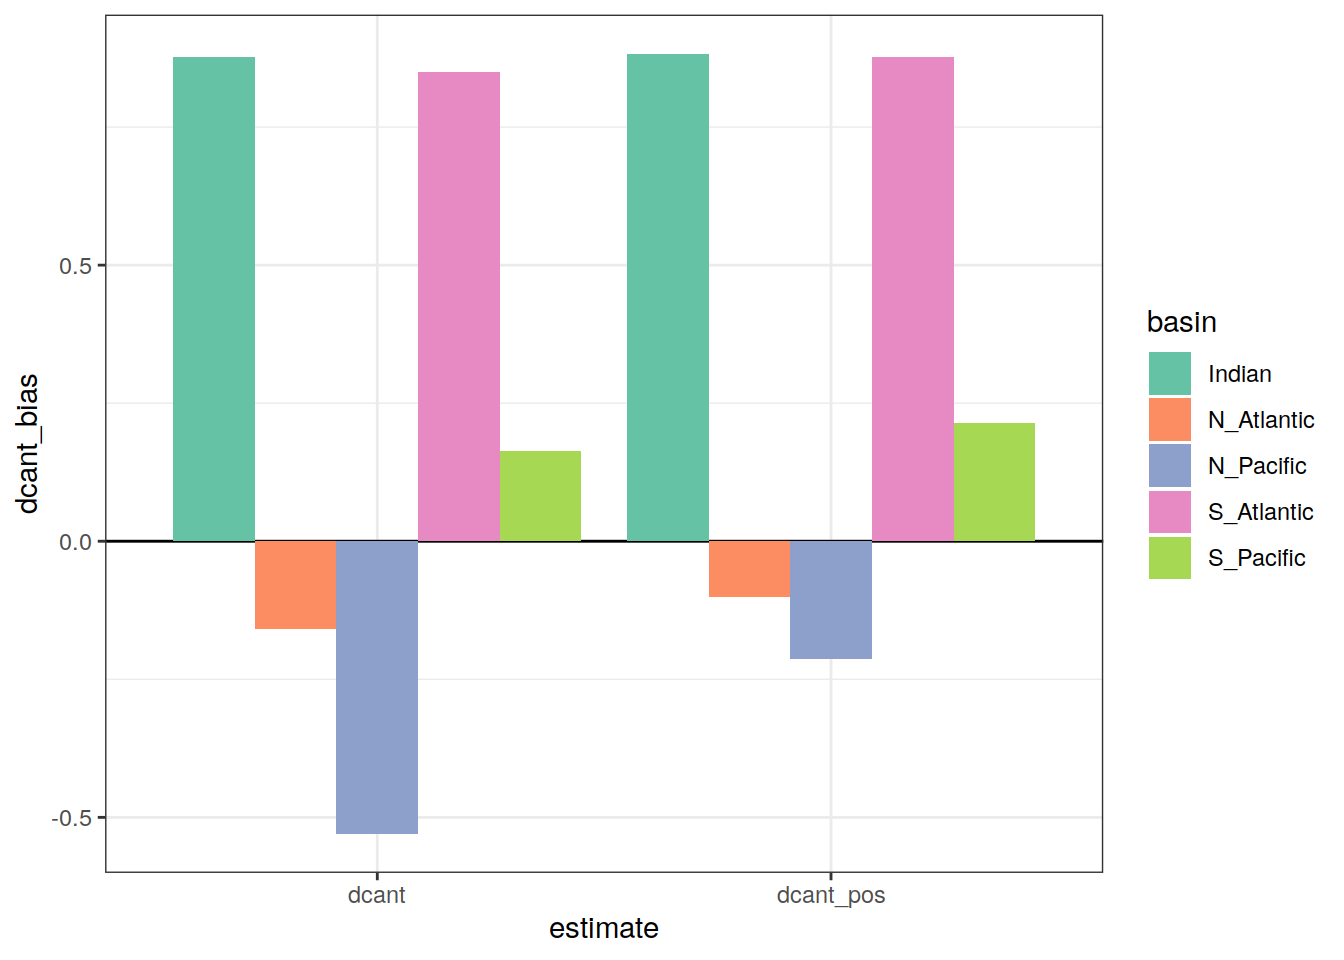 dcant_bias
0.5
0.0
-0.5
dcant
dcant_pos
estimate
basin
Indian
N_Atlantic
N_Pacific
S_Atlantic
S_Pacific